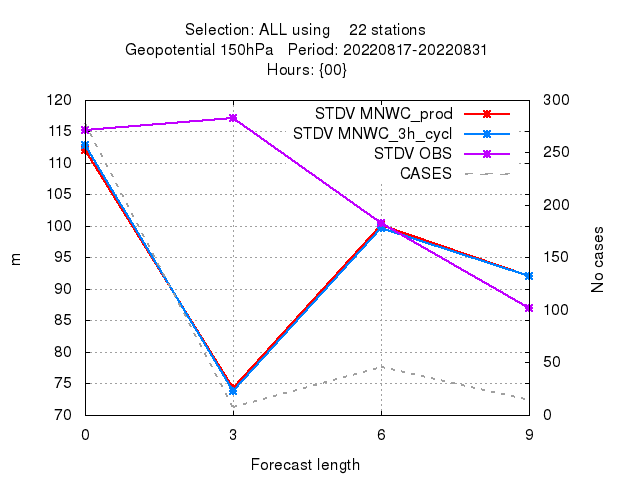 Selection: ALL using 22 stations
Geopotential 150hPa Period: 20220817-20220831
Hours: {00}
STDV MNWC_prod
STDV MNWC_3h_cycl
STDV OBS
CASES
120
115
110
105
100
95
90
85
80
75
70
300
250
200
150
100
50
0
m
No cases
0 3 6 9
Forecast length